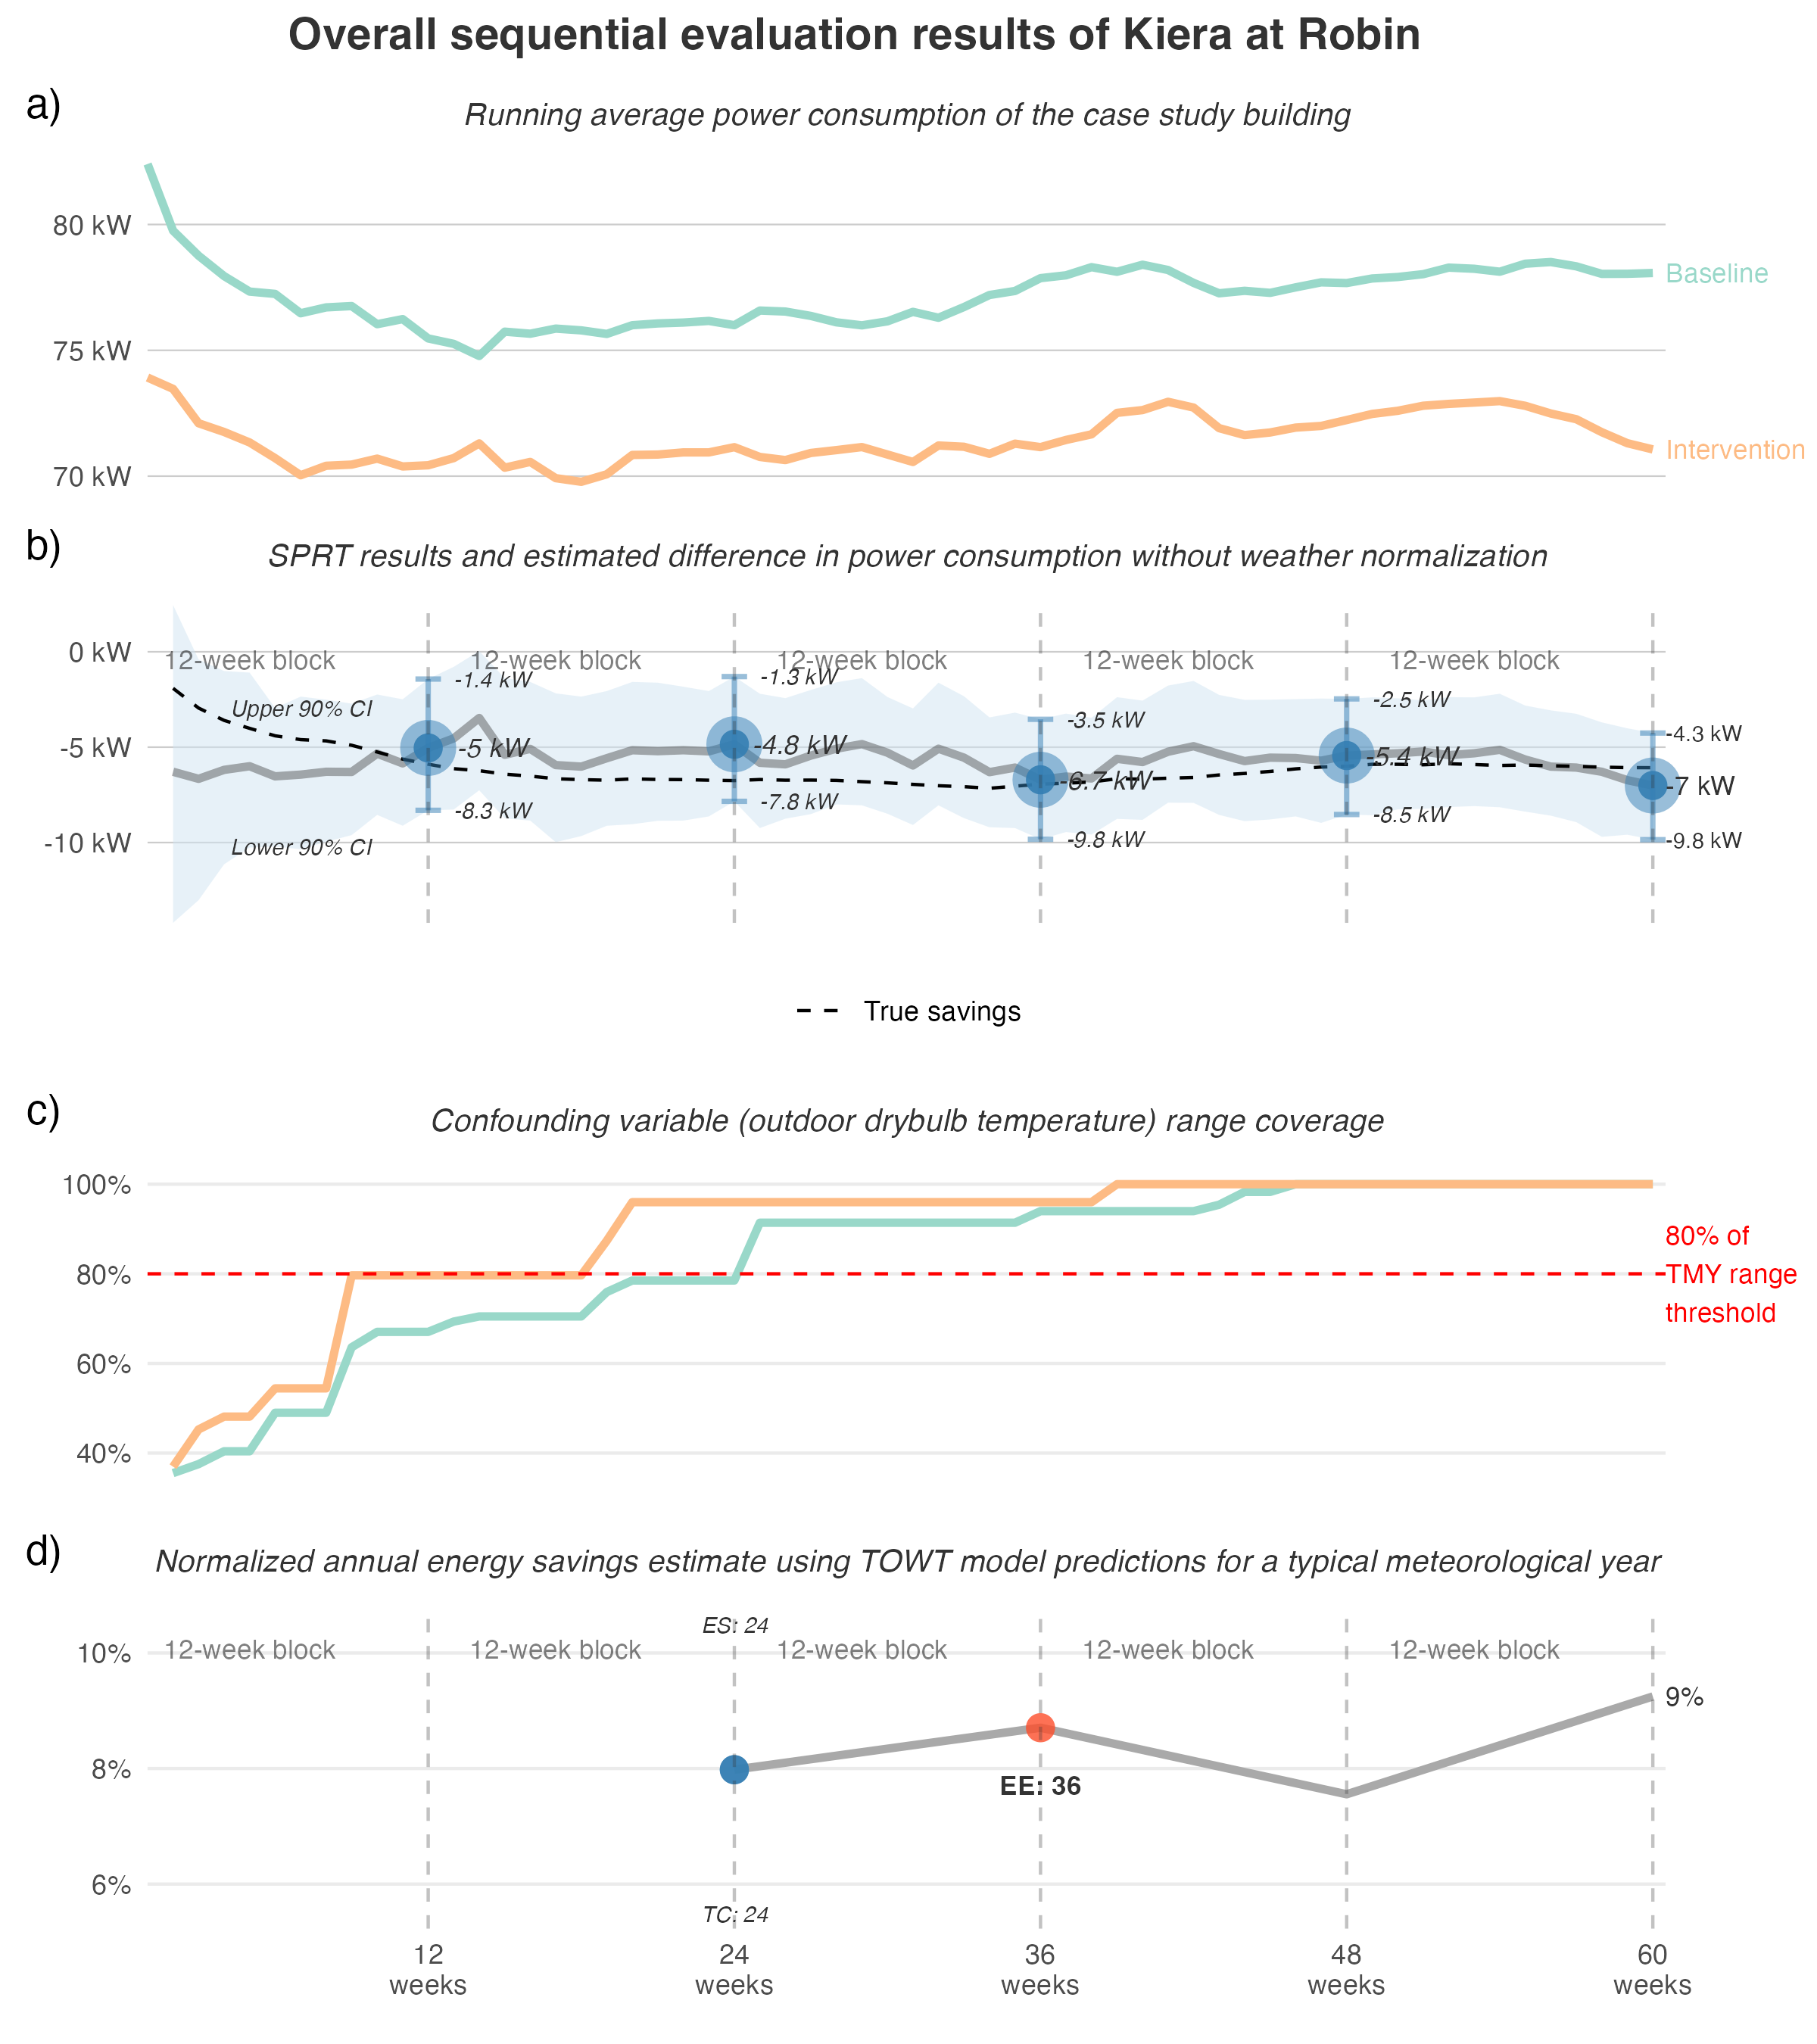 Overall sequential evaluation results of Kiera at Robin
a)
Running average power consumption of the case study building
80 kW
75 kW
70 kW
Baseline
Intervention
b)
SPRT results and estimated difference in power consumption without weather normalization
0 kW
-5 kW
-10 kW
12-week block
12-week block
12-week block
12-week block
12-week block
Upper 90% CI
Lower 90% CI
-1.4 kW
-5 kW
-8.3 kW
-1.3 kW
-4.8 kW
-7.8 kW
-3.5 kW
-6.7 kW
-9.8 kW
-2.5 kW
-5.4 kW
-8.5 kW
-4.3 kW
-7 kW
-9.8 kW
True savings
c)
Confounding variable (outdoor drybulb temperature) range coverage
100%
80%
60%
40%
80% of
TMY range
threshold
d)
Normalized annual energy savings estimate using TOWT model predictions for a typical meteorological year
10%
8%
6%
12-week block
12-week block
12-week block
12-week block
12-week block
ES: 24
EE: 36
9%
TC: 24
12
weeks
24
weeks
36
weeks
48
weeks
60
weeks